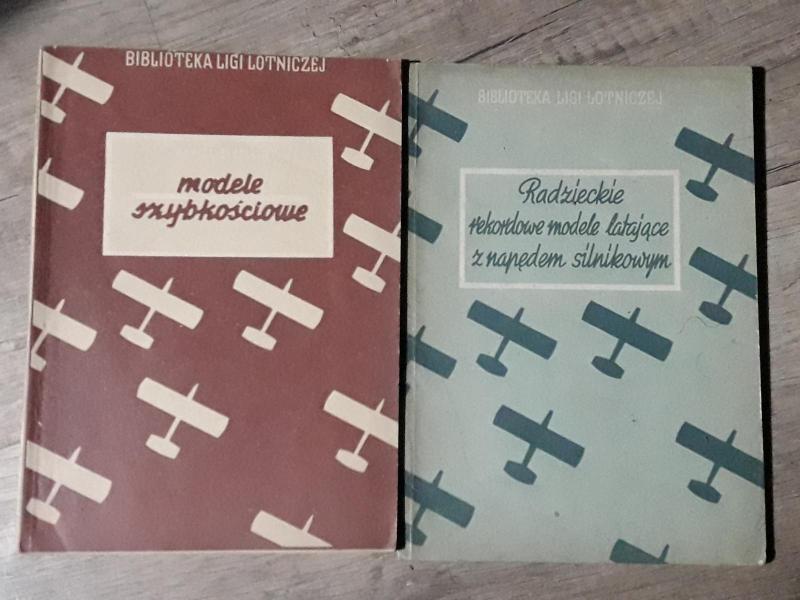 BIBLIOTEKA LIGI LOTNICZEJ
modele
szybkościowe
BIBLIOTEKA LIGI LOTNICZEJ
Radzieckie
rekordowe modele latające
z napędem silnikowym